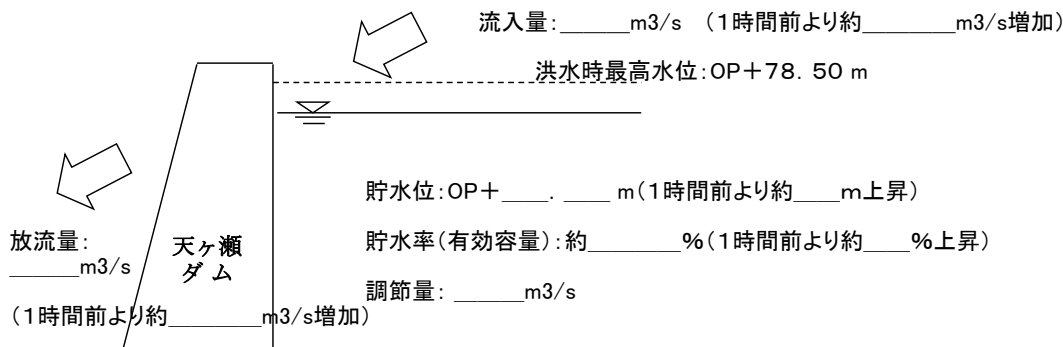 流入量:______m3/s （1時間前より約________m3/s増加）
洪水時最高水位:OP＋78．50 m
貯水位:OP＋____．____ m(1時間前より約____m上昇）
貯水率(有効容量):約________%(1時間前より約____%上昇）
調節量: ______m3/s
放流量:
______m3/s
（1時間前より約________m3/s増加）
天ヶ瀬
ダム